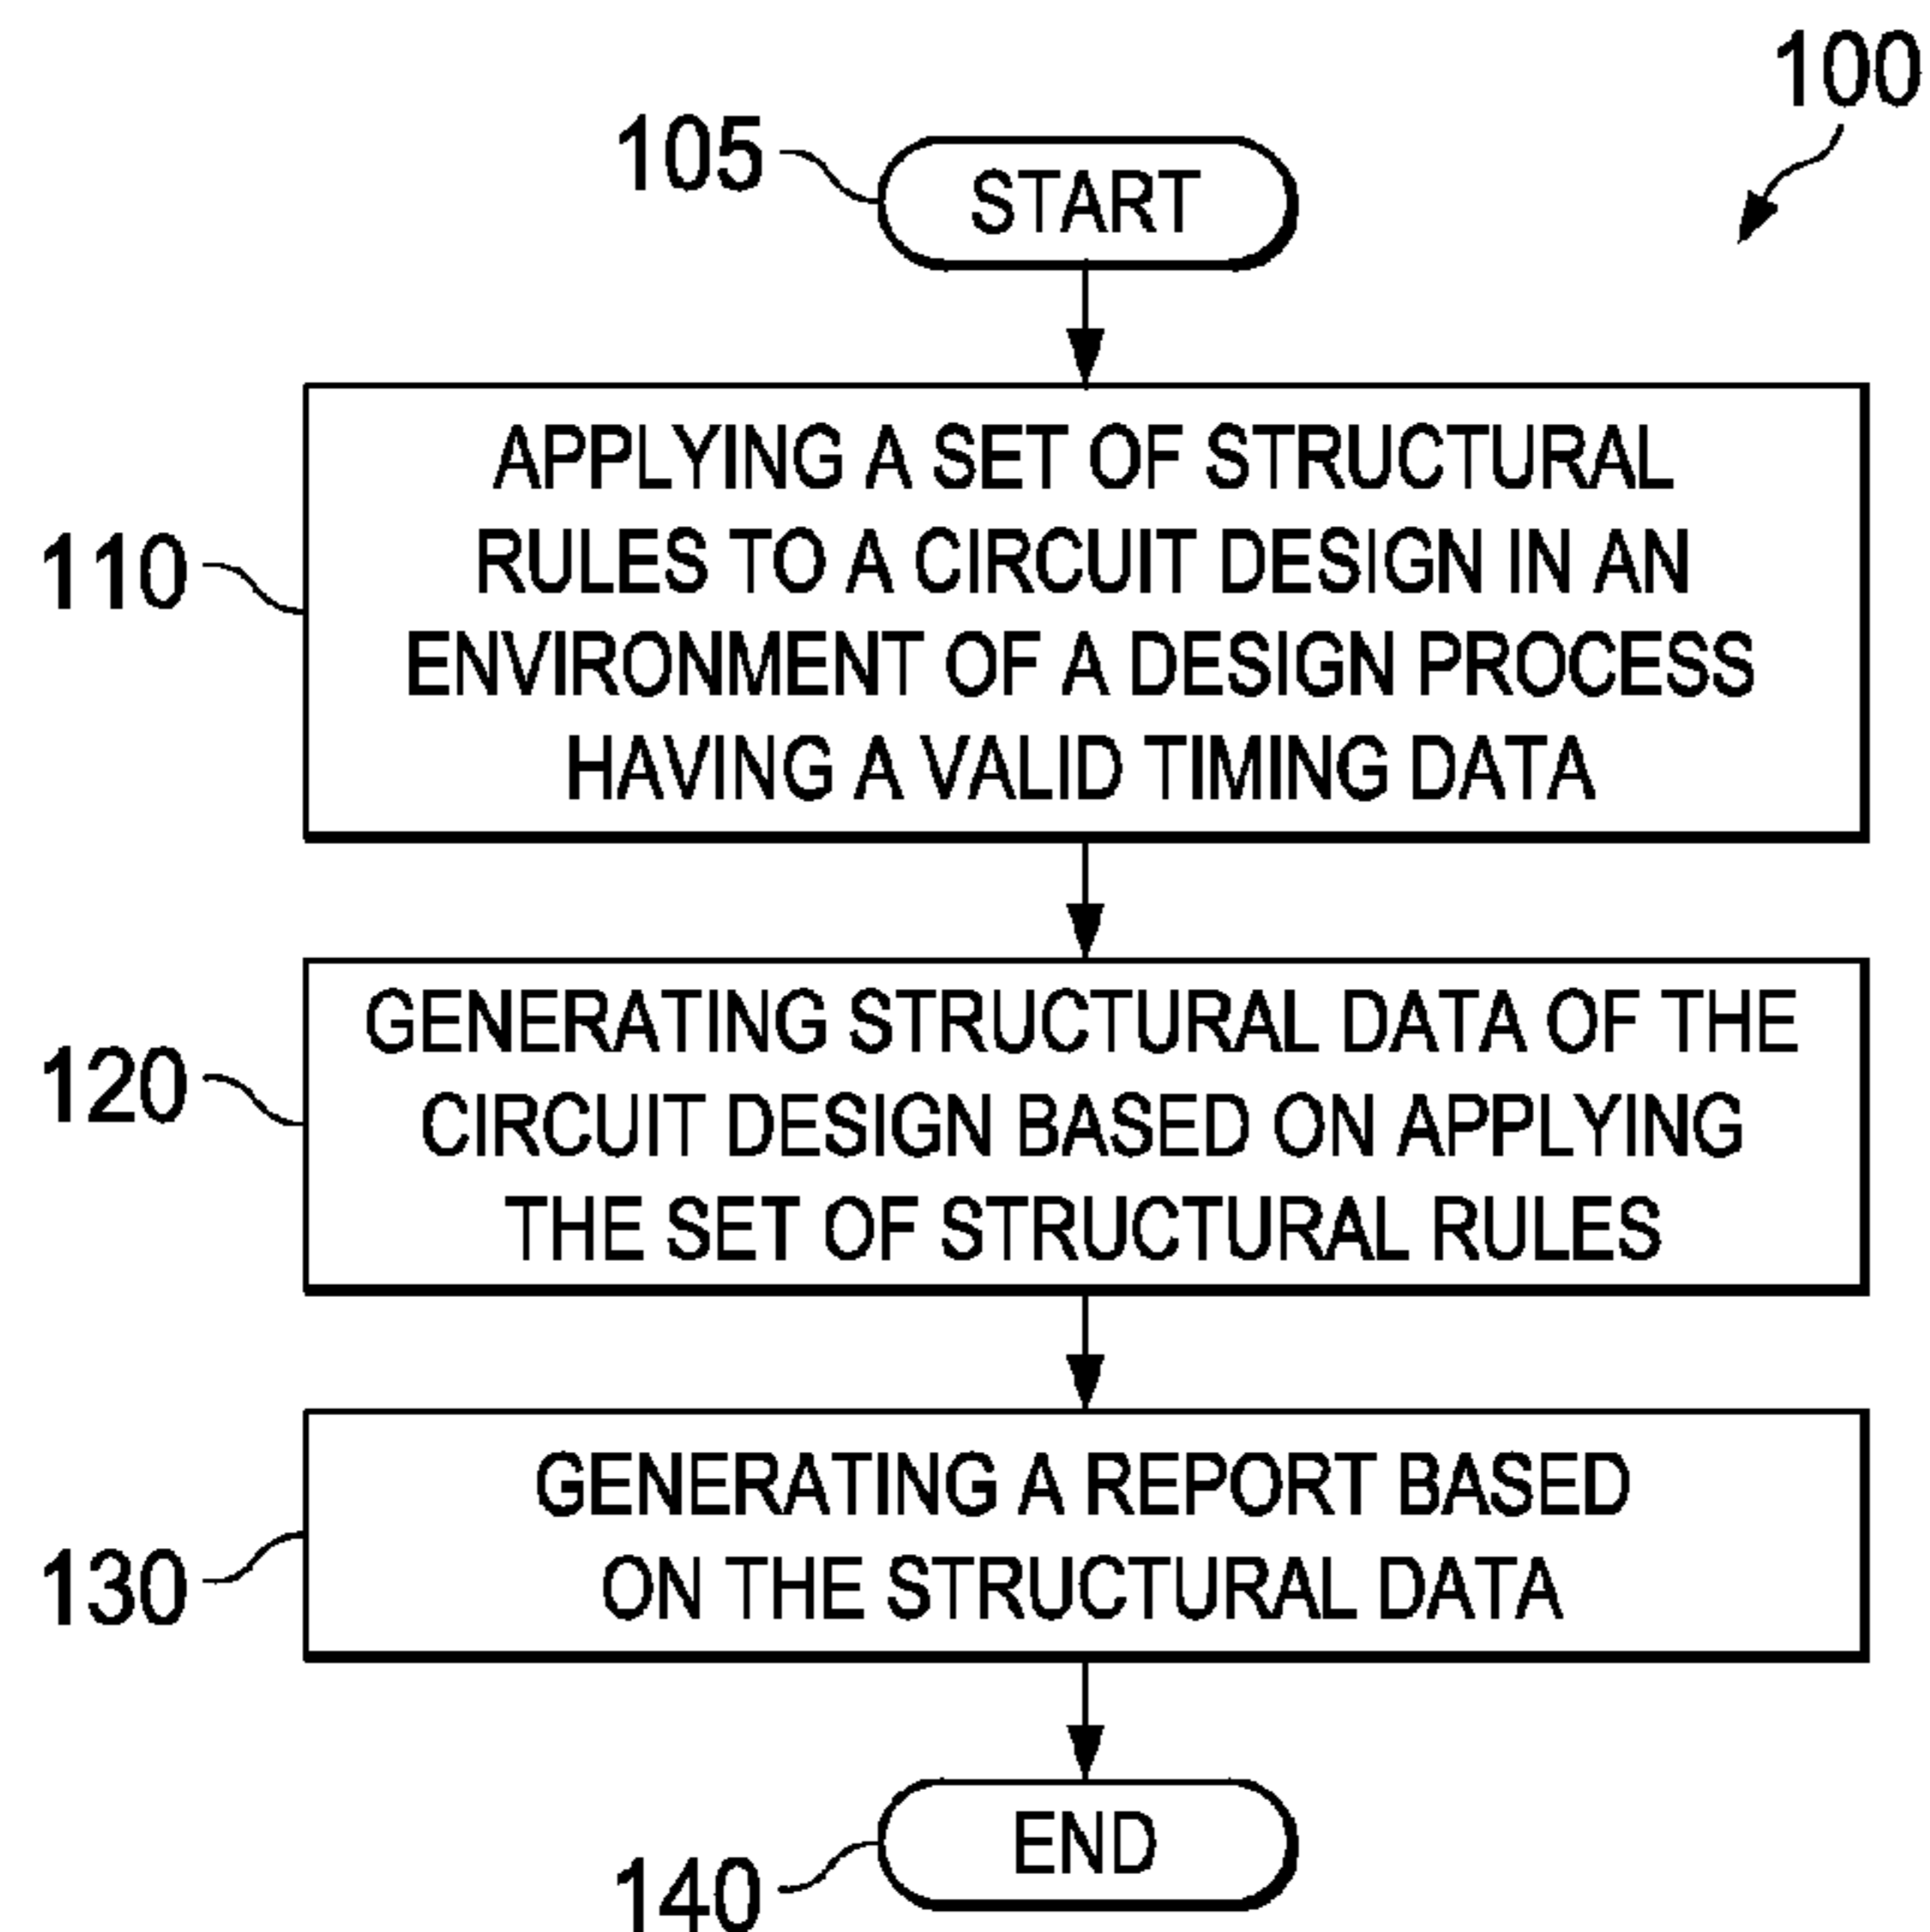 100
105
START
110
APPLYING A SET OF STRUCTURAL
RULES TO A CIRCUIT DESIGN IN AN
ENVIRONMENT OF A DESIGN PROCESS
HAVING A VALID TIMING DATA
120
GENERATING STRUCTURAL DATA OF THE
CIRCUIT DESIGN BASED ON APPLYING
THE SET OF STRUCTURAL RULES
130
GENERATING A REPORT BASED
ON THE STRUCTURAL DATA
END
140